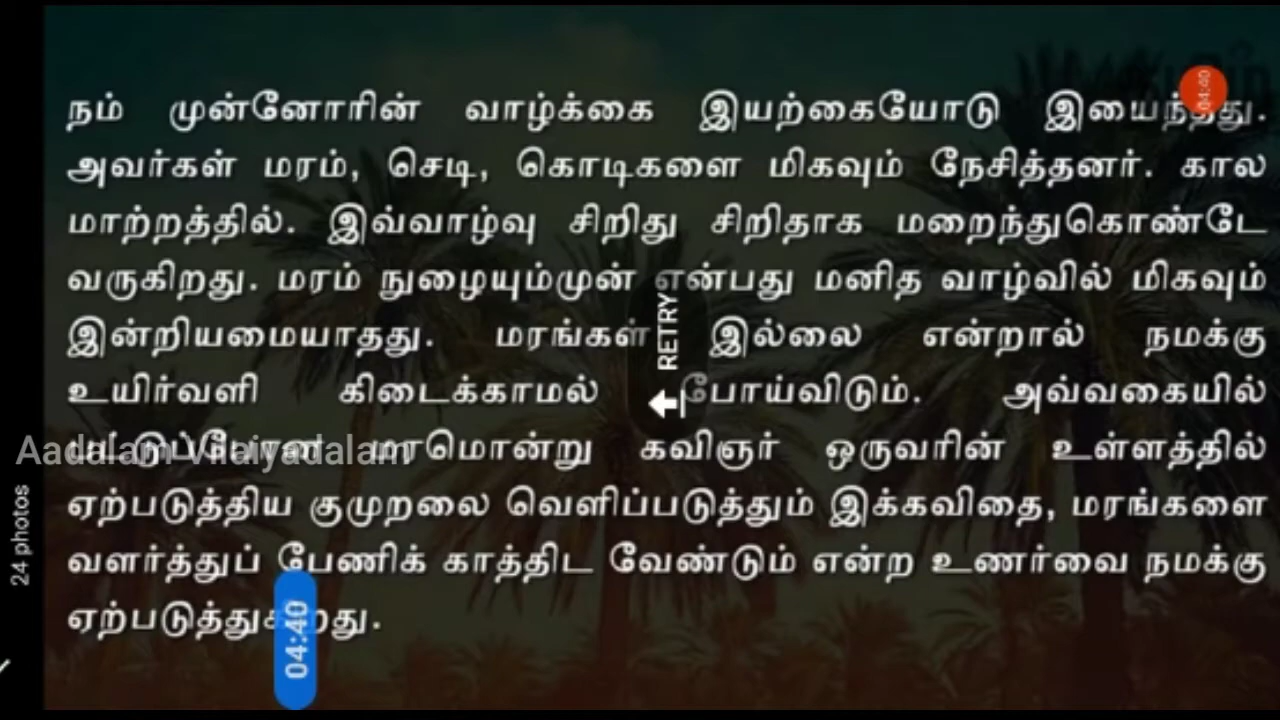 நம் முன்னோரின் வாழ்க்கை இயற்கையோடு இயைந்தது.
அவர்கள் மரம், செடி, கொடிகளை மிகவும் நேசித்தனர். கால
மாற்றத்தில். இவ்வாழ்வு சிறிது சிறிதாக மறைந்துகொண்டே
வருகிறது. மரம் நுழையும்முன் என்பது மனித வாழ்வில் மிகவும்
இன்றியமையாதது. மரங்கள் இல்லை என்றால் நமக்கு
உயிர்வளி கிடைக்காமல் போய்விடும். அவ்வகையில்
பட்டுப்போன மரமொன்று கவிஞர் ஒருவரின் உள்ளத்தில்
ஏற்படுத்திய குமுறலை வெளிப்படுத்தும் இக்கவிதை, மரங்களை
வளர்த்துப் பேணிக் காத்திட வேண்டும் என்ற உணர்வை நமக்கு
ஏற்படுத்துகிறது.
Aadalam Vilaiyadalam
RETRY
24 photos
04:40
04:40